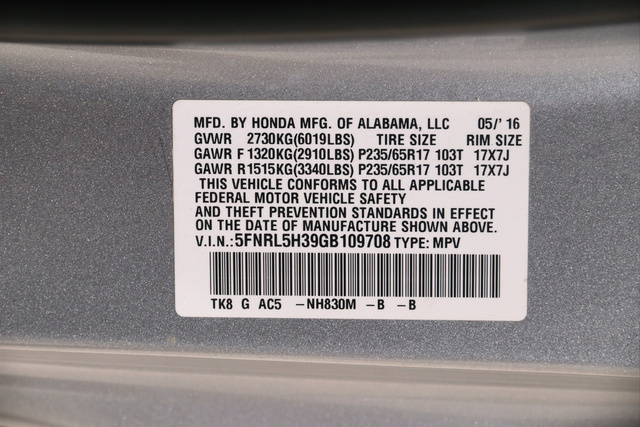 MFD. BY HONDA MFG. OF ALABAMA, LLC 05/' 16
GVWR 2730KG(6019LBS) TIRE SIZE RIM SIZE
GAWR F 1320KG(2910LBS) P235/65R17 103T 17X7J
GAWR R1515KG(3340LBS) P235/65R17 103T 17X7J
THIS VEHICLE CONFORMS TO ALL APPLICABLE
FEDERAL MOTOR VEHICLE SAFETY
AND THEFT PREVENTION STANDARDS IN EFFECT
ON THE DATE OF MANUFACTURE SHOWN ABOVE.
V.I.N.:5FNRL5H39GB109708 TYPE: MPV
TK8 G AC5 -NH830M -B -B